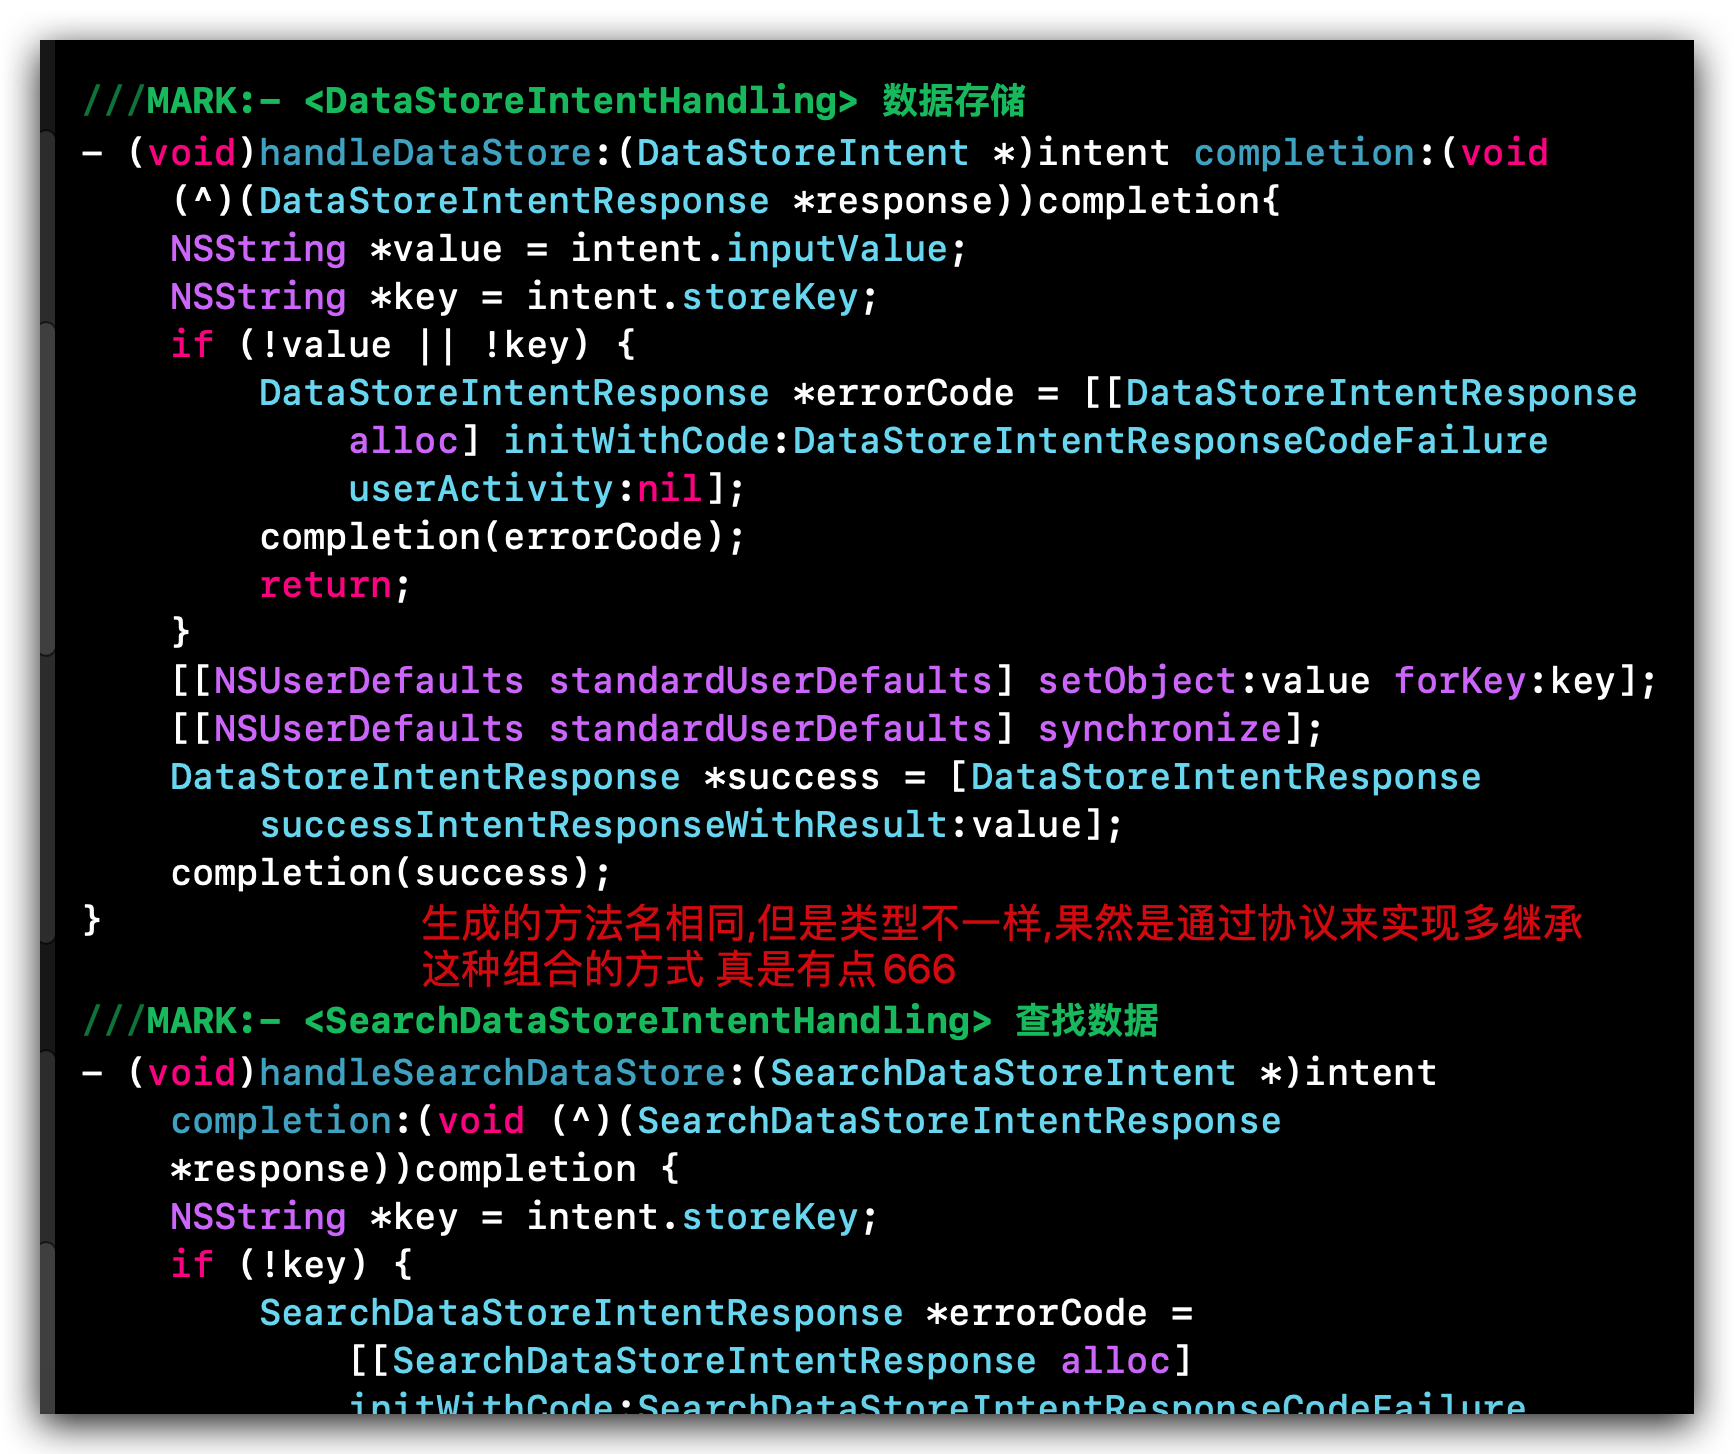 ///MARK:- <DataStoreIntentHandling> 数据存储
- (void)handleDataStore:(DataStoreIntent *)intent completion:(void
(^)(DataStoreIntentResponse *response))completion{
NSString *value = intent.inputValue;
NSString *key = intent.storeKey;
if (!value || !key) {
DataStoreIntentResponse *errorCode = [[DataStoreIntentResponse
alloc] initWithCode:DataStoreIntentResponseCodeFailure
userActivity:nil];
completion(errorCode);
return;
}
[[NSUserDefaults standardUserDefaults] setObject:value forKey:key];
[[NSUserDefaults standardUserDefaults] synchronize];
DataStoreIntentResponse *success = [DataStoreIntentResponse
successIntentResponseWithResult:value];
completion(success);
}
生成的方法名相同,但是类型不一样,果然是通过协议来实现多继承
这种组合的方式 真是有点666
///MARK:- <SearchDataStoreIntentHandling> 查找数据
- (void)handleSearchDataStore:(SearchDataStoreIntent *)intent
completion:(void (^)(SearchDataStoreIntentResponse
*response))completion {
NSString *key = intent.storeKey;
if (!key) {
SearchDataStoreIntentResponse *errorCode =
[[SearchDataStoreIntentResponse alloc]
initWithCode:SearchDataStoreIntentResponseCodeFailure